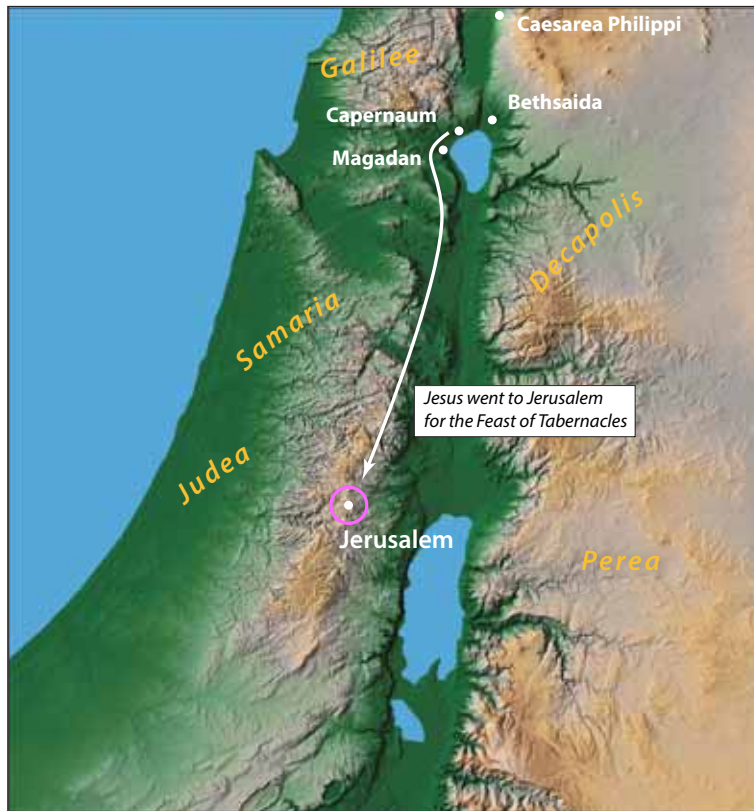 Caesarea Philippi
Galilee
Bethsaida
Capernaum
Magadan
Decapolis
Samaria
Jesus went to Jerusalem
for the Feast of Tabernacles
Judea
Jerusalem
Perea